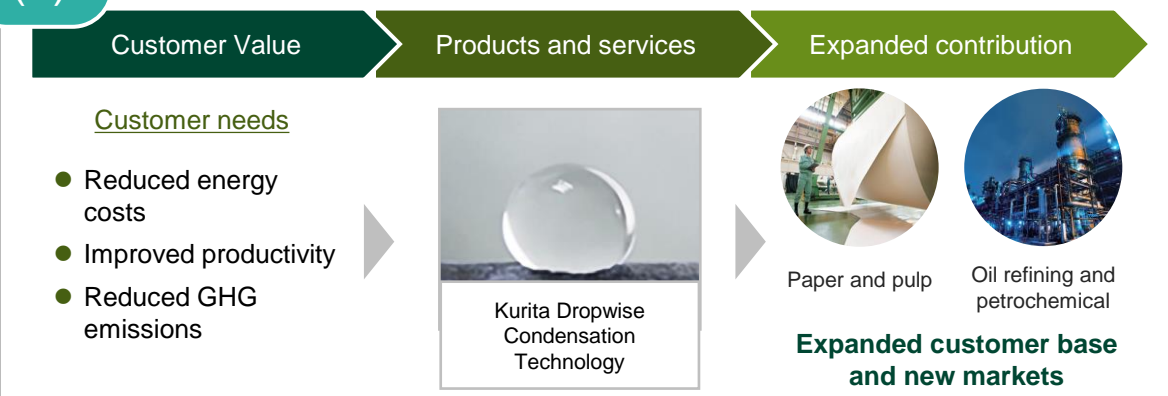 Customer Value
Products and services
Expanded contribution
Customer needs
● Reduced energy
costs
● Improved productivity
● Reduced GHG
emissions
Kurita Dropwise
Condensation
Technology
Paper and pulp
Oil refining and
petrochemical
Expanded customer base
and new markets